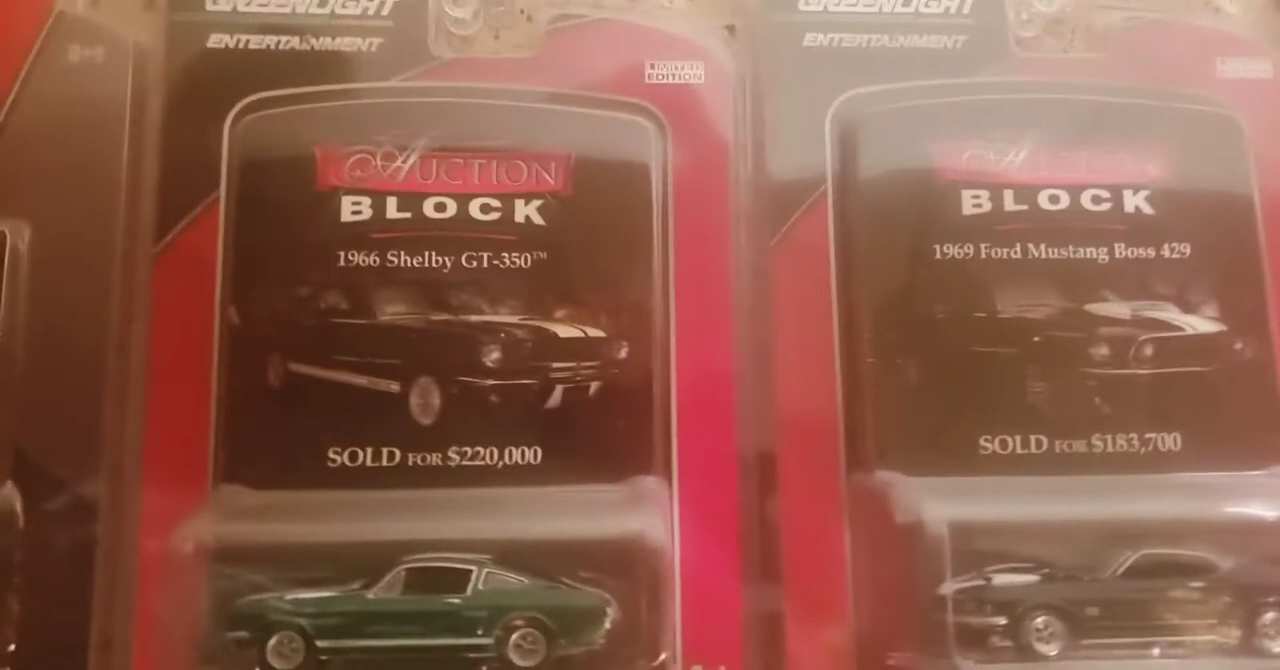 GREENLIGHT
ENTERTAINMENT
LIMITED
EDITION
AUCTION
BLOCK
1966 Shelby GT-350™
SOLD FOR $220,000
GREENLIGHT
ENTERTAINMENT
AUCTION
BLOCK
1969 Ford Mustang Boss 429
SOLD FOR $183,700